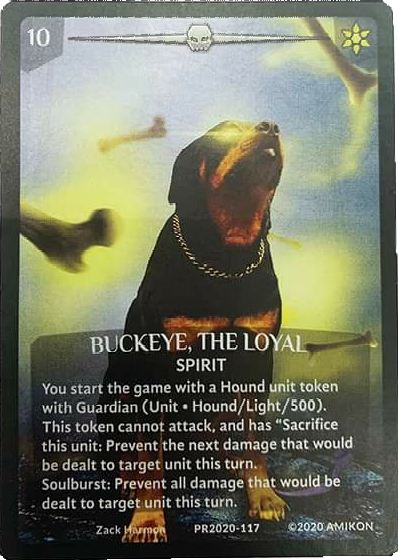 10
BUCKEYE, THE LOYAL
SPIRIT
You start the game with a Hound unit token
with Guardian (Unit • Hound/Light/500).
This token cannot attack, and has “Sacrifice
this unit: Prevent the next damage that would
be dealt to target unit this turn.
Soulburst: Prevent all damage that would be
dealt to target unit this turn.
Zack Harmon PR2020-117 ©2020 AMIKON